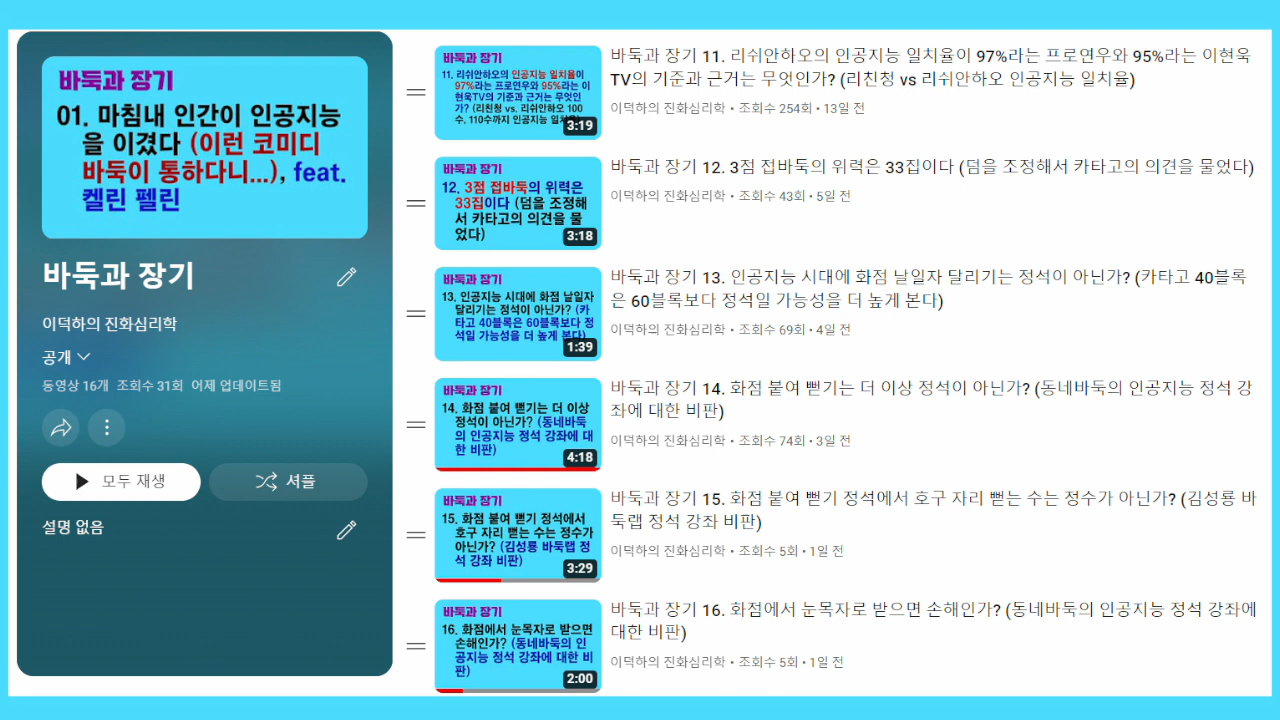 바둑과 장기
01. 마침내 인간이 인공지능
을 이겼다 (이런 코미디
바둑이 통하다니...), feat.
켈린 펠린
바둑과 장기
이덕하의 진화심리학
공개
동영상 16개 조회수 31회 어제 업데이트됨
모두 재생
셔플
설명 없음
바둑과 장기
11. 리쉬안하오의 인공지능 일치율이
97%라는 프로연우와 95%라는 이
현욱TV의 기준과 근거는 무엇인
가? (리친청 vs. 리쉬안하오 100
수, 110수까지 인공지능 일치율)
3:19
바둑과 장기 11. 리쉬안하오의 인공지능 일치율이 97%라는 프로연우와 95%라는 이현욱
TV의 기준과 근거는 무엇인가? (리친청 vs 리쉬안하오 인공지능 일치율)
이덕하의 진화심리학 • 조회수 254회 • 13일 전
바둑과 장기
12. 3점 접바둑의 위력은
33집이다 (덤을 조정해
서 카타고의 의견을 물
었다)
3:18
바둑과 장기 12. 3점 접바둑의 위력은 33집이다 (덤을 조정해서 카타고의 의견을 물었다)
이덕하의 진화심리학 • 조회수 43회 • 5일 전
바둑과 장기
13. 인공지능 시대에 화점 날일자
달리기는 정석이 아닌가? (카
타고 40블록은 60블록보다 정
석일 가능성을 더 높게 본다)
1:39
바둑과 장기 13. 인공지능 시대에 화점 날일자 달리기는 정석이 아닌가? (카타고 40블록
은 60블록보다 정석일 가능성을 더 높게 본다)
이덕하의 진화심리학 • 조회수 69회 • 4일 전
바둑과 장기
14. 화점 붙여 뻗기는 더 이상
정석이 아닌가? (동네바둑
의 인공지능 정석 강좌에 대
한 비판)
4:18
바둑과 장기 14. 화점 붙여 뻗기는 더 이상 정석이 아닌가? (동네바둑의 인공지능 정석 강
좌에 대한 비판)
이덕하의 진화심리학 • 조회수 74회 • 3일 전
바둑과 장기
15. 화점 붙여 뻗기 정석에서
호구 자리 뻗는 수는 정수가
아닌가? (김성룡 바둑랩 정
석 강좌 비판)
3:29
바둑과 장기 15. 화점 붙여 뻗기 정석에서 호구 자리 뻗는 수는 정수가 아닌가? (김성룡 바
둑랩 정석 강좌 비판)
이덕하의 진화심리학 • 조회수 5회 • 1일 전
바둑과 장기
16. 화점에서 눈목자로 받으면
손해인가? (동네바둑의 인
공지능 정석 강좌에 대한 비
판)
2:00
바둑과 장기 16. 화점에서 눈목자로 받으면 손해인가? (동네바둑의 인공지능 정석 강좌에
대한 비판)
이덕하의 진화심리학 • 조회수 5회 • 1일 전